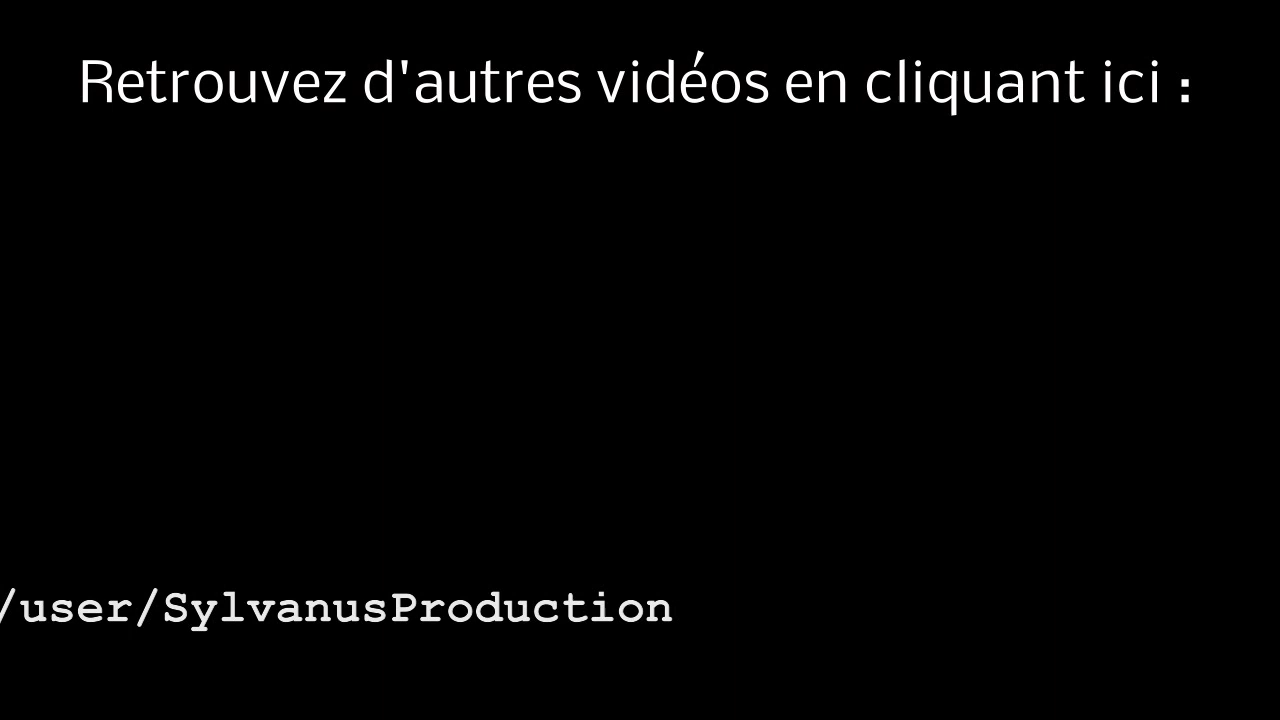 Retrouvez d'autres vidéos en cliquant ici :
/user/SylvanusProduction